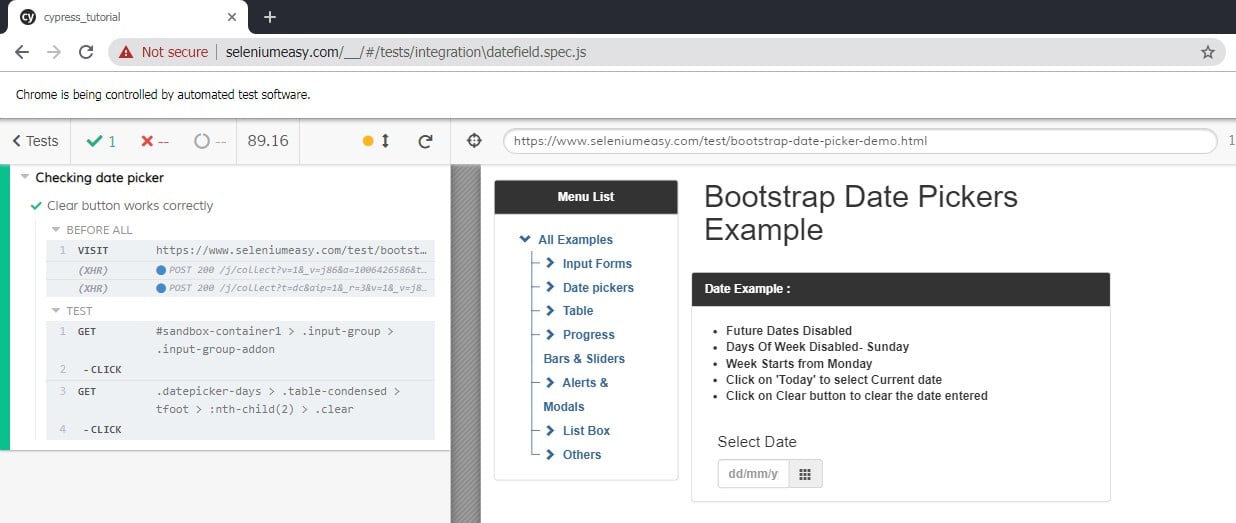 cypress_tutorial
Not secure seleniumeasy.com/__/#/tests/integration\datefield.spec.js
Chrome is being controlled by automated test software.
Tests 1 -- -- 89.16 https://www.seleniumeasy.com/test/bootstrap-date-picker-demo.html 1
Checking date picker
Clear button works correctly
BEFORE ALL
1 VISIT https://www.seleniumeasy.com/test/bootst...
(XHR) POST 200 /j/collect?v=1&_v=j86&a=1006426586&t...
(XHR) POST 200 /j/collect?t=dc&aip=1&_r=3&v=1&_v=j8...
TEST
1 GET #sandbox-container1 > .input-group >
.input-group-addon
2 - CLICK
3 GET .datepicker-days > .table-condensed >
tfoot > :nth-child(2) > .clear
4 - CLICK
Menu List
All Examples
Input Forms
Date pickers
Table
Progress
Bars & Sliders
Alerts &
Modals
List Box
Others
Bootstrap Date Pickers
Example
Date Example :
Future Dates Disabled
Days Of Week Disabled- Sunday
Week Starts from Monday
Click on 'Today' to select Current date
Click on Clear button to clear the date entered
Select Date
dd/mm/y